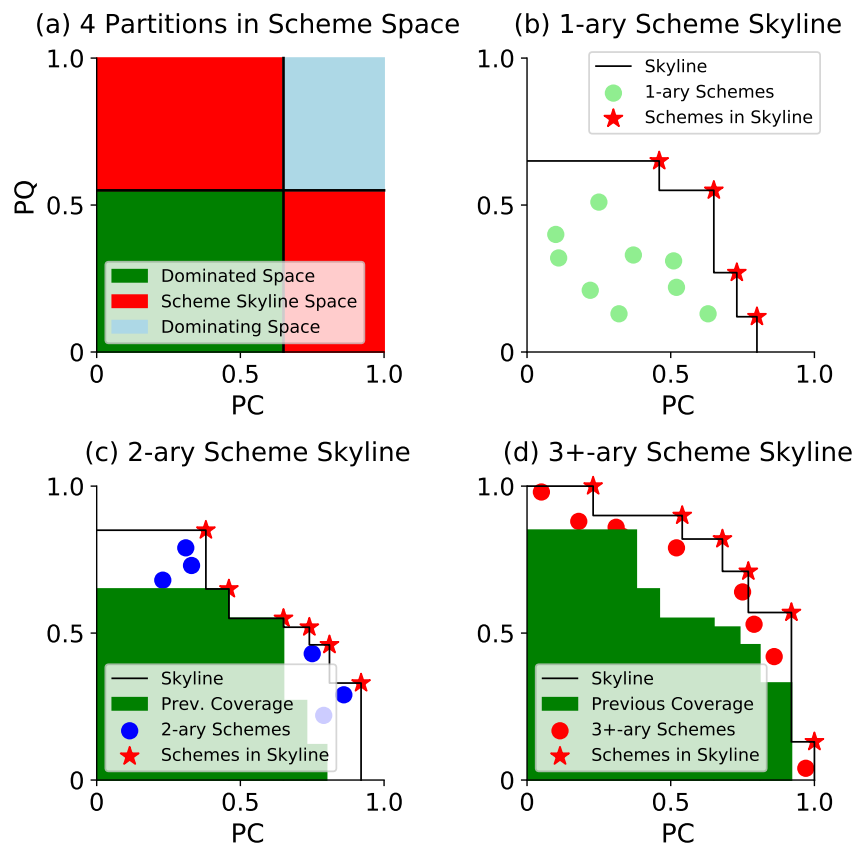 (a) 4 Partitions in Scheme Space
1.0
PQ
0.5
Dominated Space
Scheme Skyline Space
Dominating Space
0
0 0.5 1.0
PC
(b) 1-ary Scheme Skyline
1.0
Skyline
1-ary Schemes
Schemes in Skyline
0.5
0
0 0.5 1.0
PC
(c) 2-ary Scheme Skyline
1.0
0.5
Skyline
Prev. Coverage
2-ary Schemes
Schemes in Skyline
0
0 0.5 1.0
PC
(d) 3+-ary Scheme Skyline
1.0
0.5
Skyline
Previous Coverage
3+-ary Schemes
Schemes in Skyline
0
0 0.5 1.0
PC